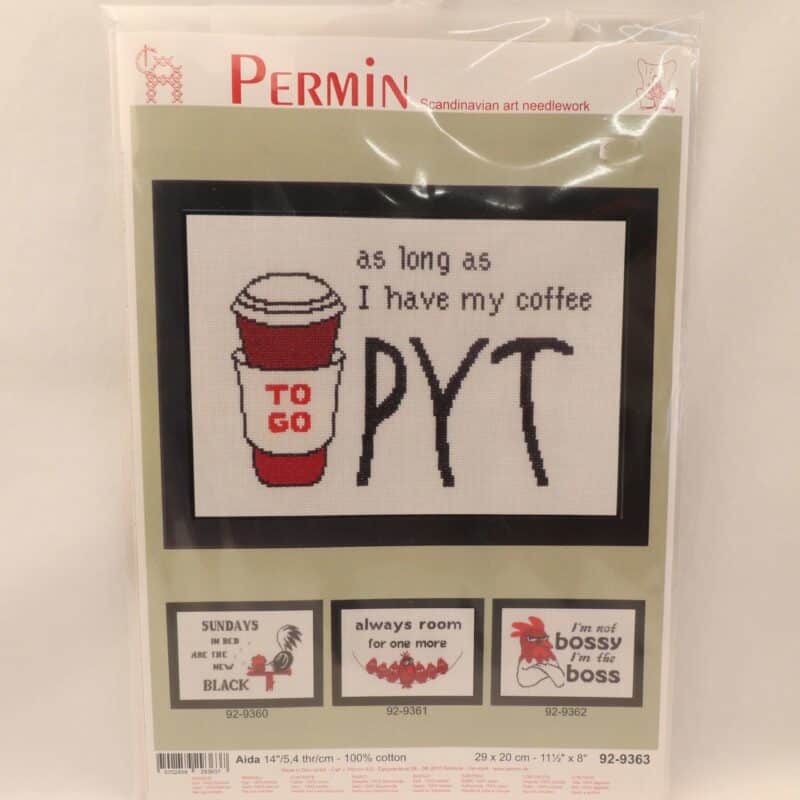 PERMIN
Scandinavian art needlework
as long as
I have my coffee
TO
GO
PYT
SUNDAYS
IN BED
ARE THE
NEW
BLACK
always room
for one more
I'm not
bossy
I'm the
boss
92-9360
92-9361
92-9362
Aida 14"/5,4 thr/cm - 100% cotton
29 x 20 cm - 11½" x 8"
92-9363